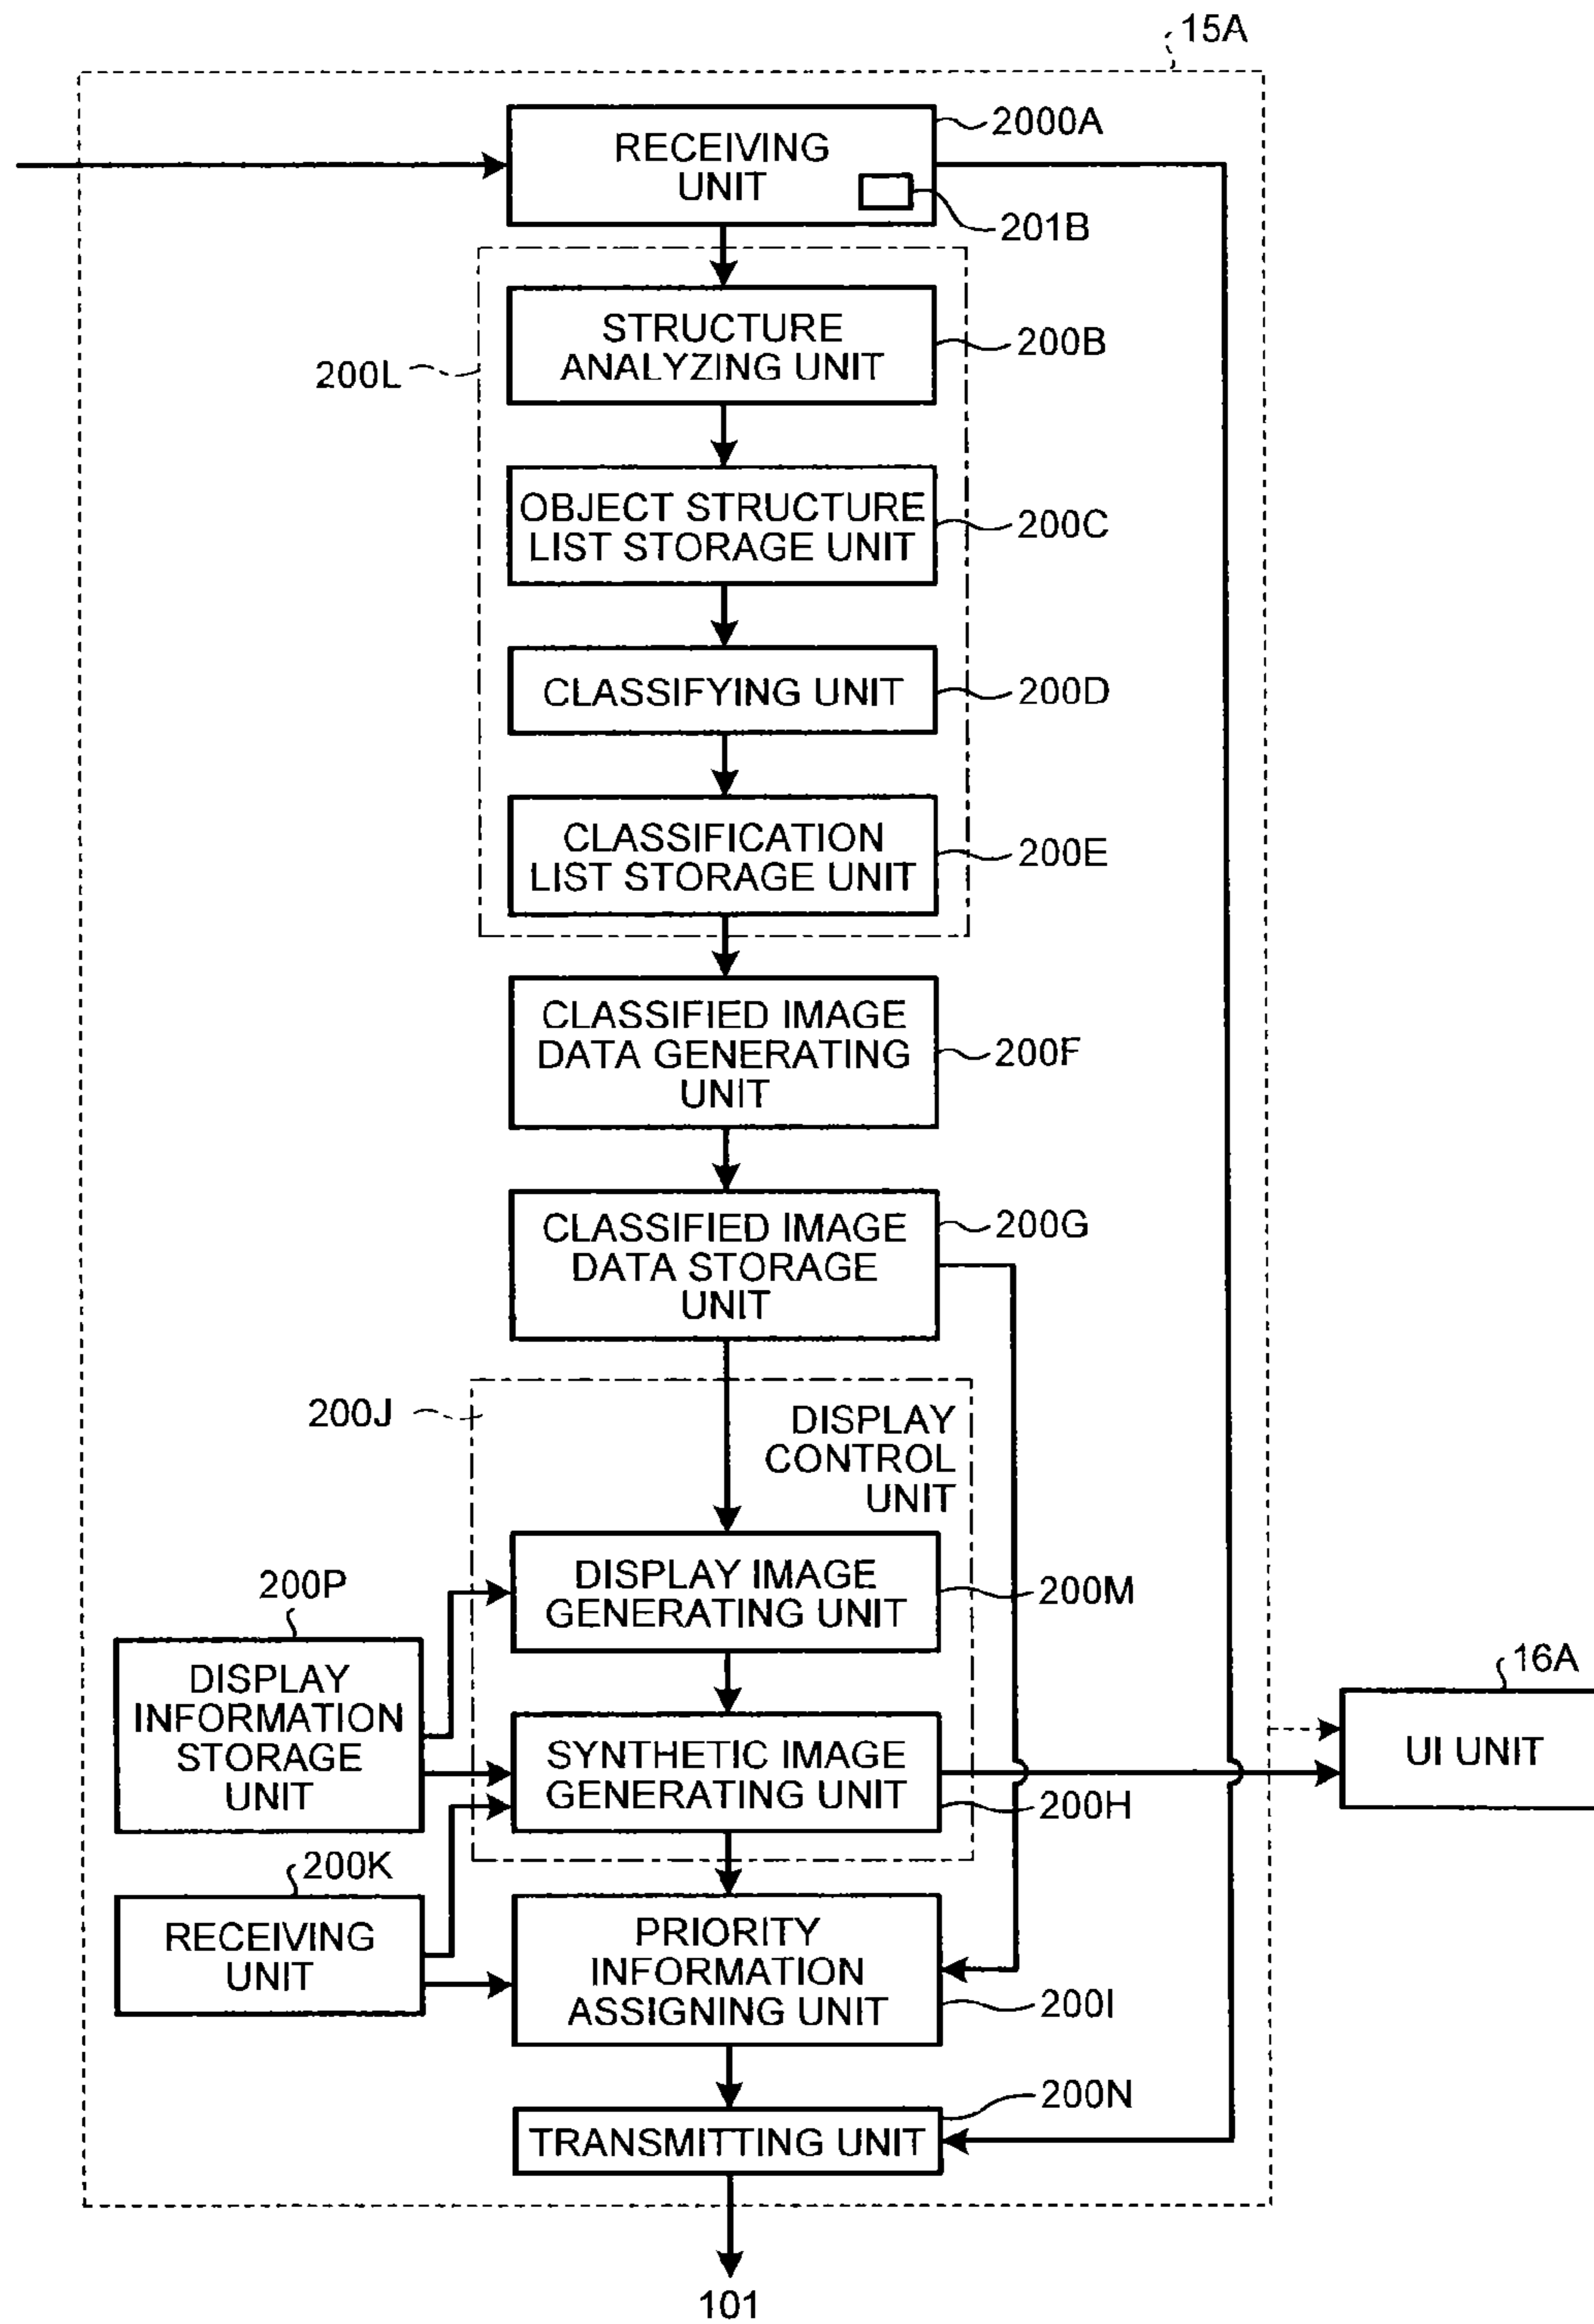 15A
RECEIVING
UNIT
2000A
201B
STRUCTURE
ANALYZING UNIT
200B
200L
OBJECT STRUCTURE
LIST STORAGE UNIT
200C
CLASSIFYING UNIT
200D
CLASSIFICATION
LIST STORAGE UNIT
200E
CLASSIFIED IMAGE
DATA GENERATING
UNIT
200F
CLASSIFIED IMAGE
DATA STORAGE
UNIT
200G
200J
DISPLAY
CONTROL
UNIT
DISPLAY IMAGE
GENERATING UNIT
200M
200P
DISPLAY
INFORMATION
STORAGE
UNIT
SYNTHETIC IMAGE
GENERATING UNIT
200H
16A
UI UNIT
200K
RECEIVING
UNIT
PRIORITY
INFORMATION
ASSIGNING UNIT
200I
200N
TRANSMITTING UNIT
101